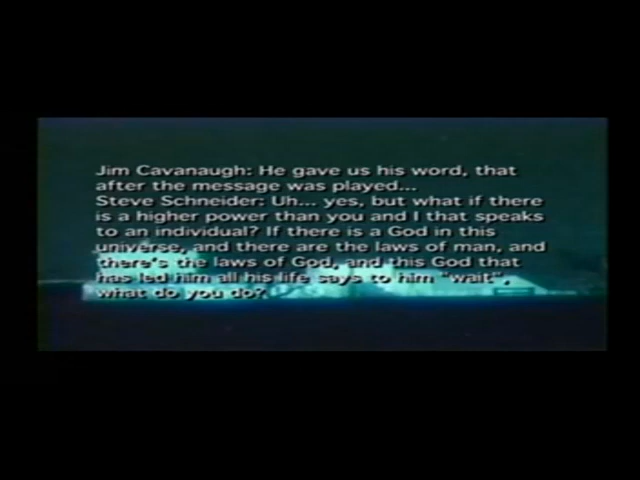 Jim Cavanaugh: He gave us his word, that
after the message was played...
Steve Schneider: Uh... yes, but what if there
is a higher power than you and I that speaks
to an individual? If there is a God in this
universe, and there are the laws of man, and
there's the laws of God, and this God that
has led him all his life says to him "wait",
what do you do?